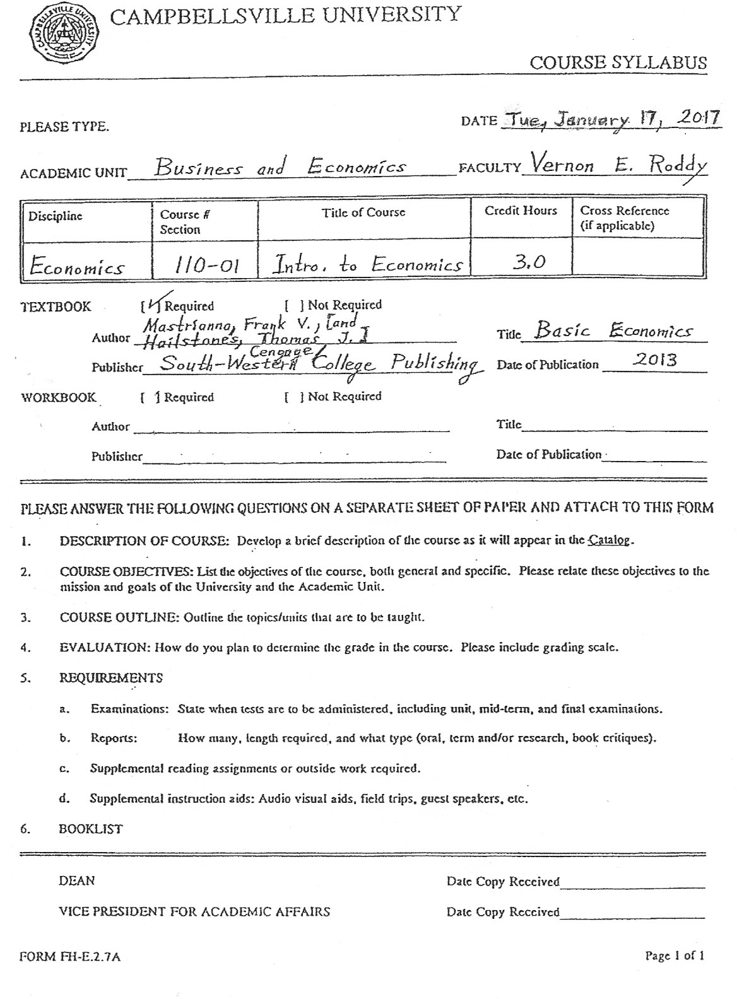 CAMPBELLSVILLE UNIVERSITY
CAMPBELLSVILLE UNIVERSITY
COURSE SYLLABUS
PLEASE TYPE. DATE Tue, January 17, 2017
ACADEMIC UNIT Business and Economics FACULTY Vernon E. Roddy
Discipline Course # Title of Course Credit Hours Cross Reference
Section (if applicable)
Economics 110-01 Intro. to Economics 3.0
TEXTBOOK [✓] Required [ ] Not Required
Mastrianna, Frank V., [and
Author Hailstones, Thomas J.] Title Basic Economics
Cengage/
Publisher South-Western College Publishing Date of Publication 2013
WORKBOOK [ ] Required [ ] Not Required
Author Title
Publisher Date of Publication
PLEASE ANSWER THE FOLLOWING QUESTIONS ON A SEPARATE SHEET OF PAPER AND ATTACH TO THIS FORM
1. DESCRIPTION OF COURSE: Develop a brief description of the course as it will appear in the Catalog.
2. COURSE OBJECTIVES: List the objectives of the course, both general and specific. Please relate these objectives to the
mission and goals of the University and the Academic Unit.
3. COURSE OUTLINE: Outline the topics/units that are to be taught.
4. EVALUATION: How do you plan to determine the grade in the course. Please include grading scale.
5. REQUIREMENTS
a. Examinations: State when tests are to be administered, including unit, mid-term, and final examinations.
b. Reports: How many, length required, and what type (oral, term and/or research, book critiques).
c. Supplemental reading assignments or outside work required.
d. Supplemental instruction aids: Audio visual aids, field trips, guest speakers, etc.
6. BOOKLIST
DEAN Date Copy Received
VICE PRESIDENT FOR ACADEMIC AFFAIRS Date Copy Received
FORM FH-E.2.7A Page 1 of 1